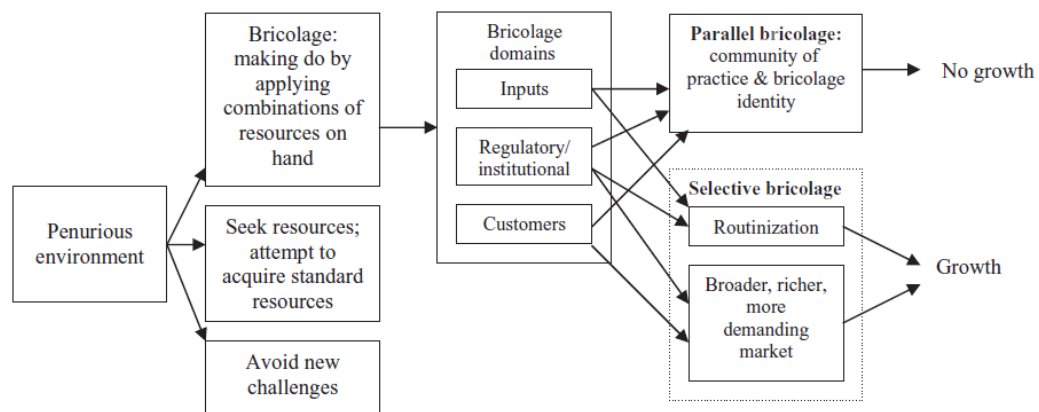 Penurious
environment
Bricolage:
making do by
applying
combinations of
resources on
hand
Seek resources;
attempt to
acquire standard
resources
Avoid new
challenges
Bricolage
domains
Inputs
Regulatory/
institutional
Customers
Parallel bricolage:
community of
practice & bricolage
identity
No growth
Selective bricolage
Routinization
Broader, richer,
more
demanding
market
Growth